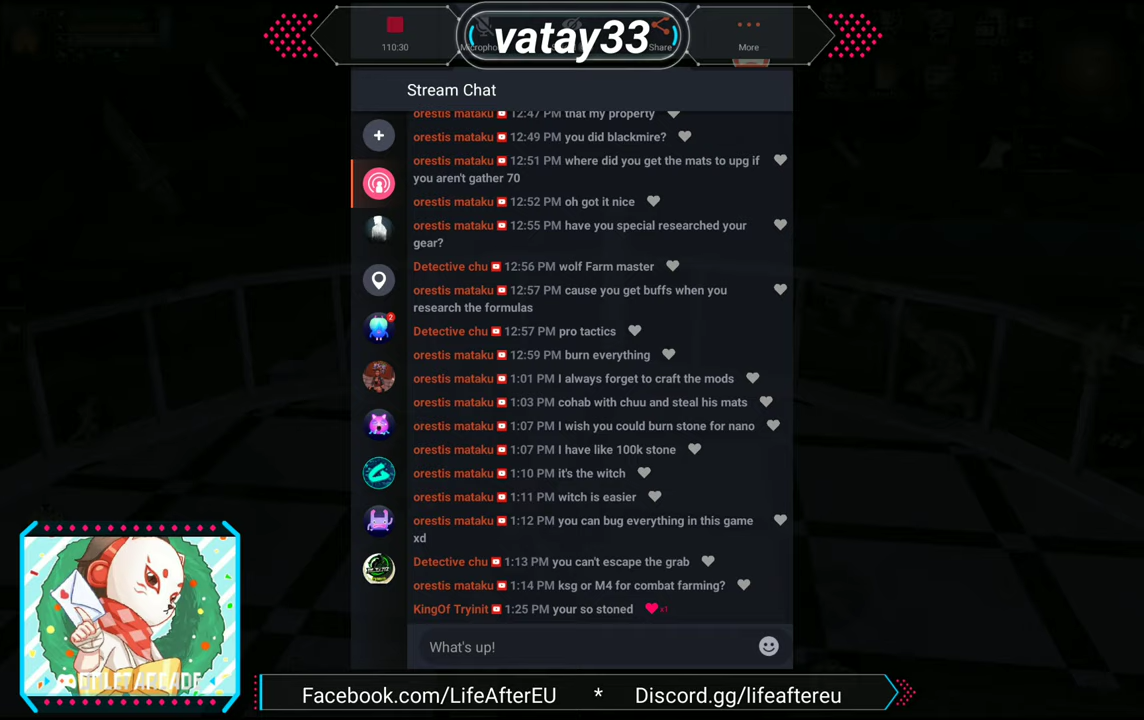 vatay33
110:30
Share
More
Stream Chat
orestis mataku 12:47 PM that my property
orestis mataku 12:49 PM you did blackmire?
orestis mataku 12:51 PM where did you get the mats to upg if
you aren't gather 70
orestis mataku 12:52 PM oh got it nice
orestis mataku 12:55 PM have you special researched your
gear?
Detective chu 12:56 PM wolf Farm master
orestis mataku 12:57 PM cause you get buffs when you
research the formulas
Detective chu 12:57 PM pro tactics
orestis mataku 12:59 PM burn everything
orestis mataku 1:01 PM I always forget to craft the mods
orestis mataku 1:03 PM cohab with chuu and steal his mats
orestis mataku 1:07 PM I wish you could burn stone for nano
orestis mataku 1:07 PM I have like 100k stone
orestis mataku 1:10 PM it's the witch
orestis mataku 1:11 PM witch is easier
orestis mataku 1:12 PM you can bug everything in this game
xd
Detective chu 1:13 PM you can't escape the grab
orestis mataku 1:14 PM ksg or M4 for combat farming?
KingOf Tryinit 1:25 PM your so stoned x1
2
What's up!
Facebook.com/LifeAfterEU * Discord.gg/lifeaftereu